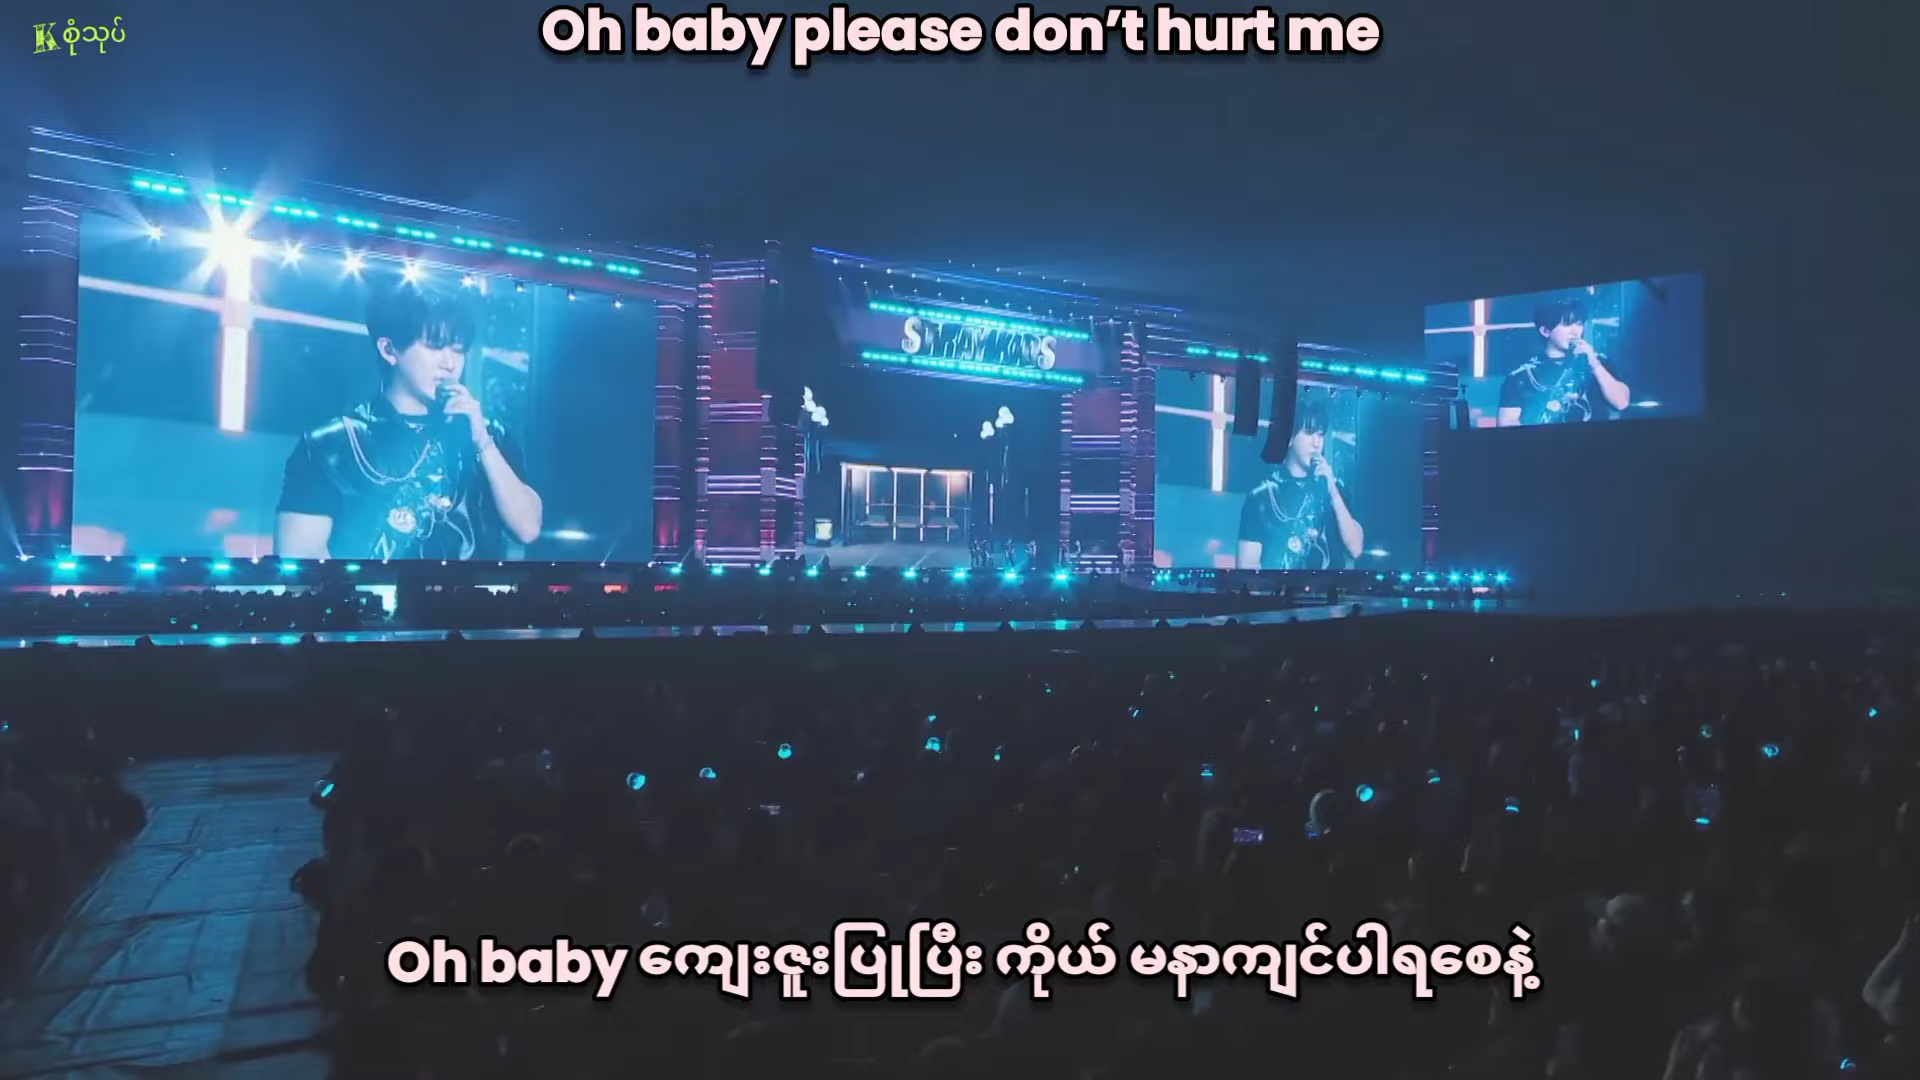 K စုံသုပ်
Oh baby please don't hurt me
STRAY KIDS
Oh baby ကျေးဇူးပြုပြီး ကိုယ် မနာကျင်ပါရစေနဲ့